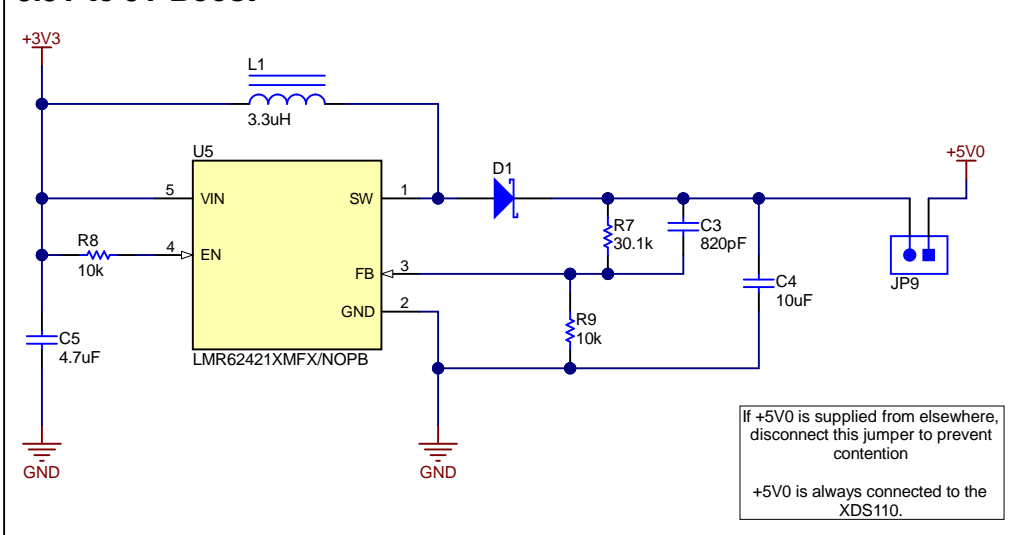 3.3V to 5V Boost
+3V3
L1
3.3uH
U5
D1
+5V0
5
VIN
SW
1
R8
10k
4
EN
R7
30.1k
C3
820pF
FB
3
C4
10uF
JP9
GND
2
R9
10k
C5
4.7uF
LMR62421XMFX/NOPB
GND
GND
If +5V0 is supplied from elsewhere,
disconnect this jumper to prevent
contention
+5V0 is always connected to the
XDS110.